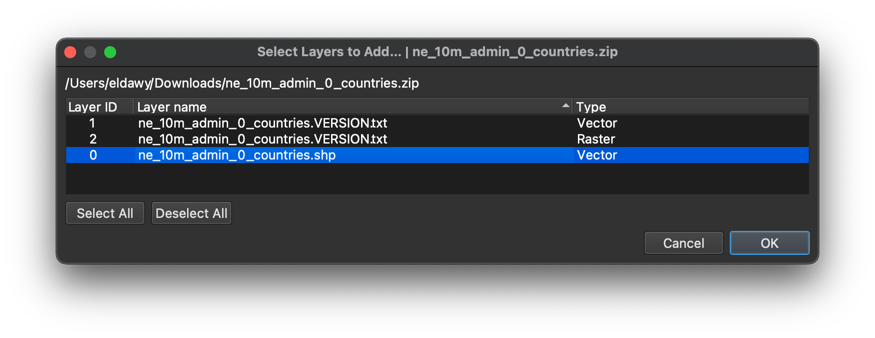 Select Layers to Add... | ne_10m_admin_0_countries.zip
/Users/eldawy/Downloads/ne_10m_admin_0_countries.zip
Layer ID Layer name Type
1 ne_10m_admin_0_countries.VERSION.txt Vector
2 ne_10m_admin_0_countries.VERSION.txt Raster
0 ne_10m_admin_0_countries.shp Vector
Select All Deselect All
Cancel OK